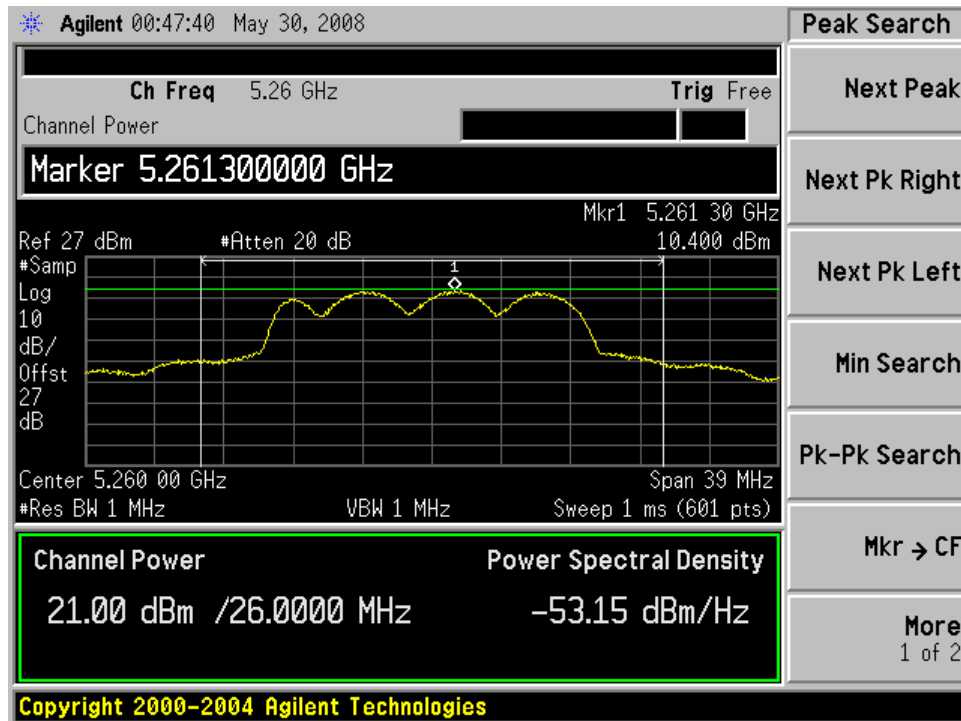 Agilent 00:47:40 May 30, 2008
Peak Search
Ch Freq 5.26 GHz Trig Free
Channel Power
Marker 5.261300000 GHz
Mkr1 5.261 30 GHz
Ref 27 dBm #Atten 20 dB 10.400 dBm
#Samp
Log
10
dB/
Offst
27
dB
1
Center 5.260 00 GHz Span 39 MHz
#Res BW 1 MHz VBW 1 MHz Sweep 1 ms (601 pts)
Channel Power Power Spectral Density
21.00 dBm /26.0000 MHz -53.15 dBm/Hz
Next Peak
Next Pk Right
Next Pk Left
Min Search
Pk-Pk Search
Mkr → CF
More
1 of 2
Copyright 2000-2004 Agilent Technologies